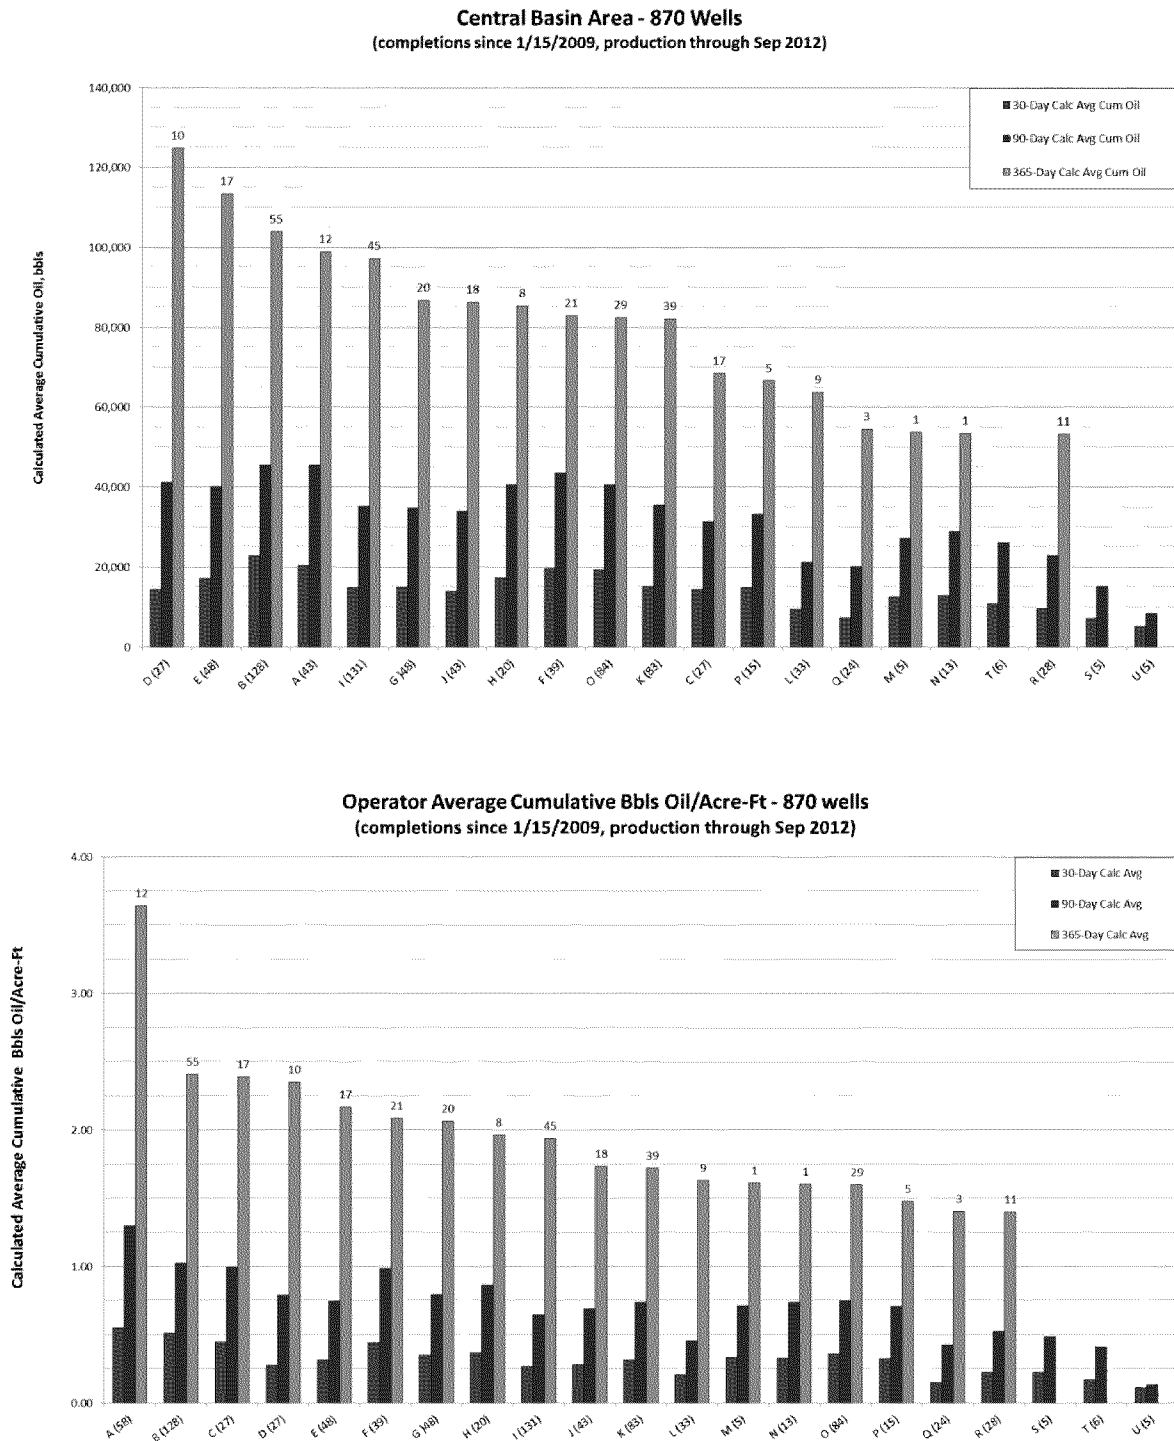 Central Basin Area - 870 Wells
(completions since 1/15/2009, production through Sep 2012)
140,000
120,000
100,000
80,000
60,000
40,000
20,000
0
Calculated Average Cumulative Oil, bbls
30-Day Calc Avg Cum Oil
90-Day Calc Avg Cum Oil
365-Day Calc Avg Cum Oil
10
17
55
12
45
20
18
8
21
29
39
17
5
9
3
1
1
11
D (27)
E (48)
B (128)
A (43)
I (131)
G )48)
J (43)
H (20)
F (39)
O (84)
K (83)
C (27)
P (15)
L (33)
Q (24)
M (5)
N (13)
T (6)
R (28)
S (5)
U (5)
Operator Average Cumulative Bbls Oil/Acre-Ft - 870 wells
(completions since 1/15/2009, production through Sep 2012)
4.00
3.00
2.00
1.00
0.00
Calculated Average Cumulative Bbls Oil/Acre-Ft
30-Day Calc Avg
90-Day Calc Avg
365-Day Calc Avg
12
55
17
10
17
21
20
8
45
18
39
9
1
1
29
5
3
11
A (58)
B (128)
C (27)
D (27)
E (48)
F (39)
G )48)
H (20)
I (131)
J (43)
K (83)
L (33)
M (5)
N (13)
O (84)
P (15)
Q (24)
R (28)
S (5)
T (6)
U (5)